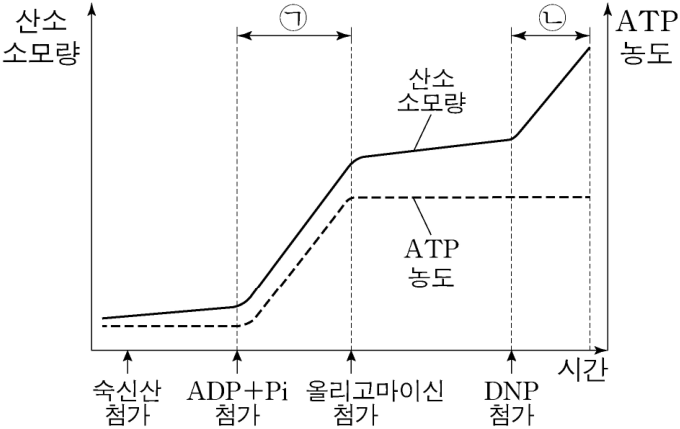 산소
소모량
㉠
㉡
ATP
농도
산소
소모량
ATP
농도
시간
숙신산
첨가
ADP+Pi
첨가
올리고마이신
첨가
DNP
첨가